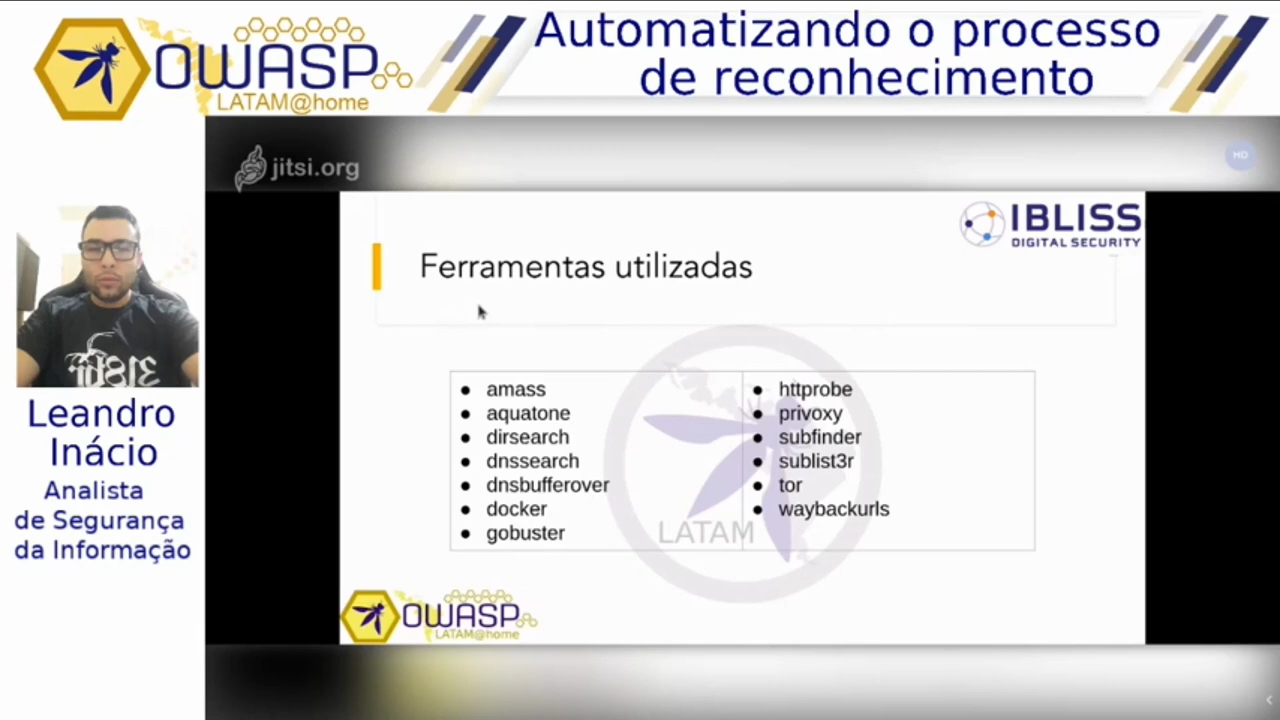 OWASP
LATAM@home
Automatizando o processo
de reconhecimento
jitsi.org
HO
IBLISS
DIGITAL SECURITY
Ferramentas utilizadas
amass
aquatone
dirsearch
dnssearch
dnsbufferover
docker
gobuster
httprobe
privoxy
subfinder
sublist3r
tor
waybackurls
LATAM
OWASP
LATAM@home
Leandro
Inácio
Analista
de Segurança
da Informação